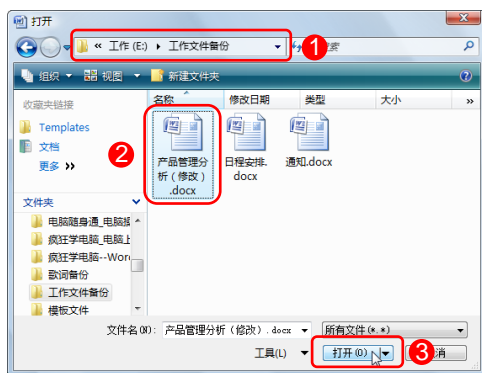 打开
« 工作 (E:) ▸ 工作文件备份
1
组织 视图 新建文件夹
收藏夹链接
名称 修改日期 类型 大小 »
Templates
文档
更多 »
2
产品管理分析(修改).docx
日程安排.docx
通知.docx
文件夹
电脑随身通_电脑
疯狂学电脑_电脑上
疯狂学电脑--Wor
歌词备份
工作文件备份
模板文件
文件名(N): 产品管理分析(修改).docx 所有文件(*.*)
工具(L) 打开(O) 3 消